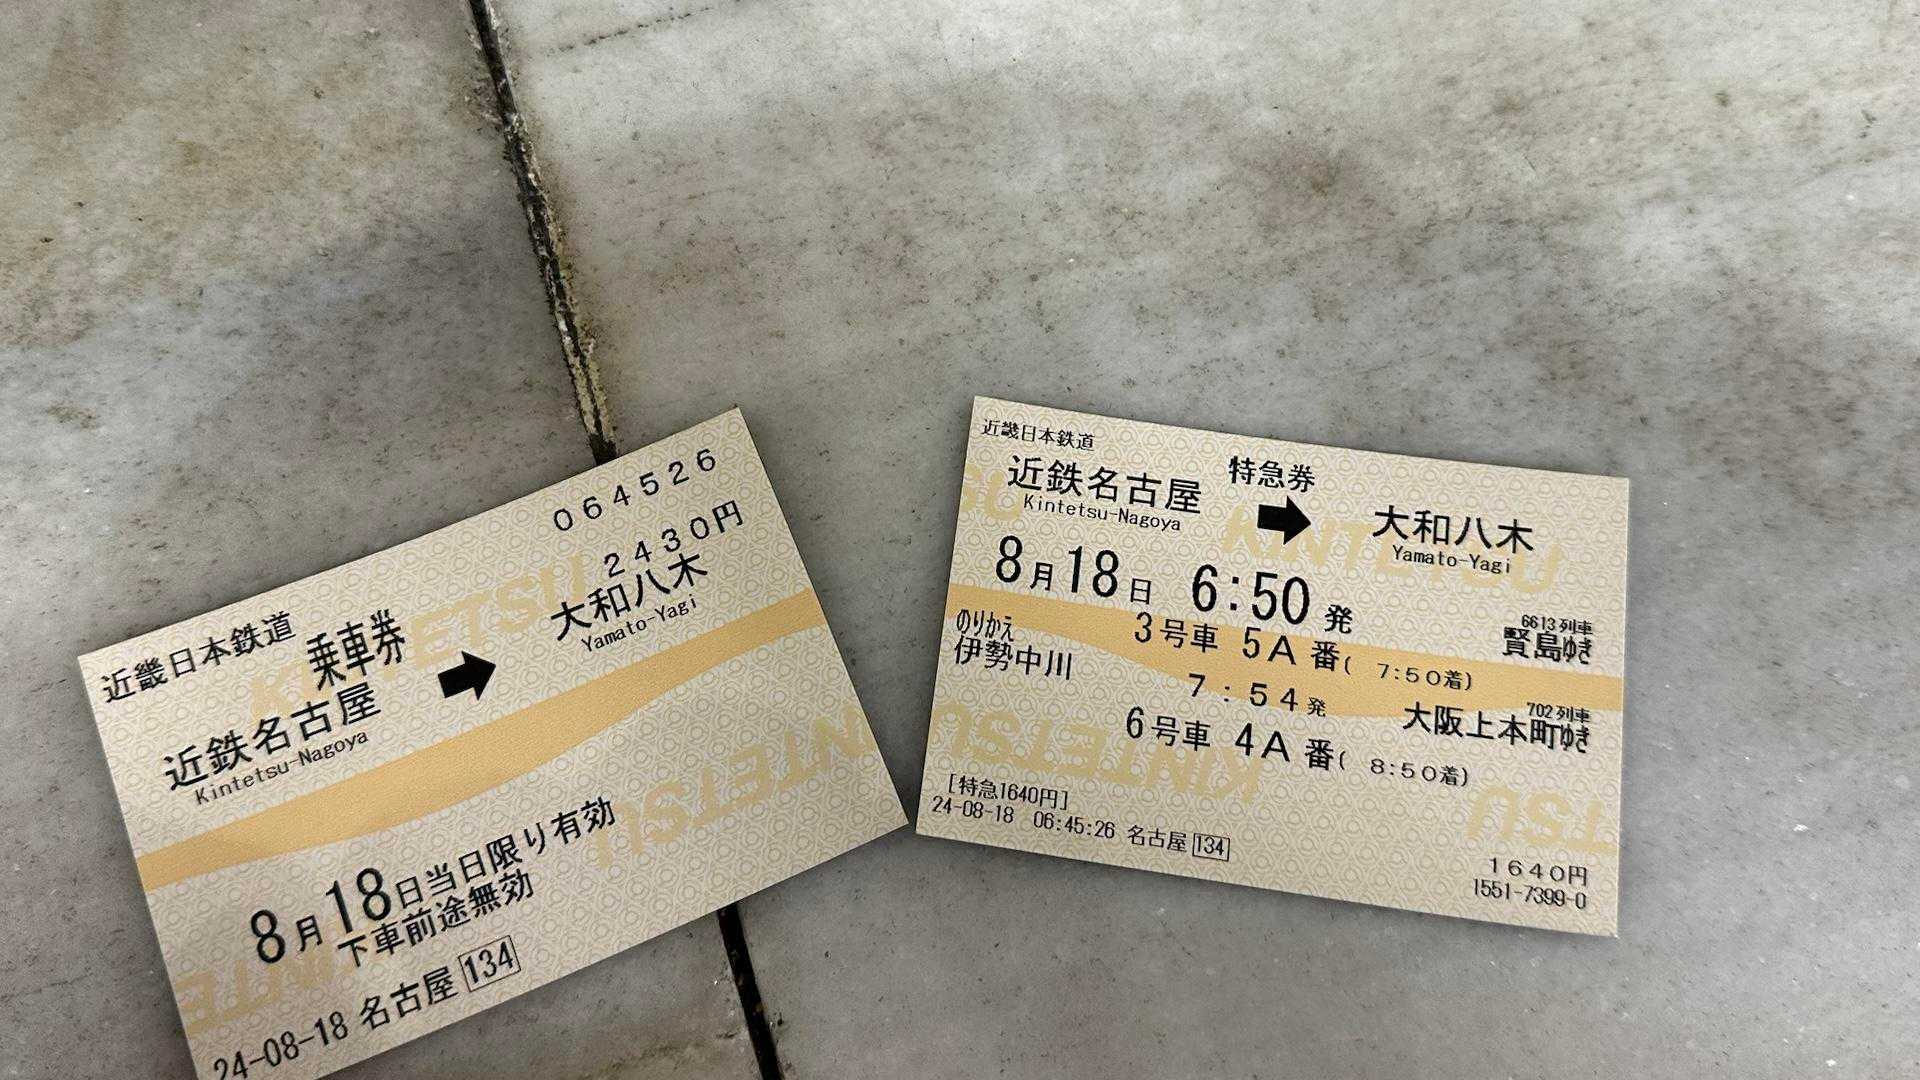 064526
2430円
近畿日本鉄道
乗車券
近鉄名古屋 ➡ 大和八木
Kintetsu-Nagoya Yamato-Yagi
8月18日当日限り有効
下車前途無効
24-08-18 名古屋 134
近畿日本鉄道
特急券
近鉄名古屋 ➡ 大和八木
Kintetsu-Nagoya Yamato-Yagi
8月18日 6:50発
6613列車
3号車 5A番( 7:50着) 賢島ゆき
のりかえ
伊勢中川 7:54発
702列車
6号車 4A番( 8:50着) 大阪上本町ゆき
[特急1640円]
24-08-18 06:45:26 名古屋 134
1640円
1551-7399-0